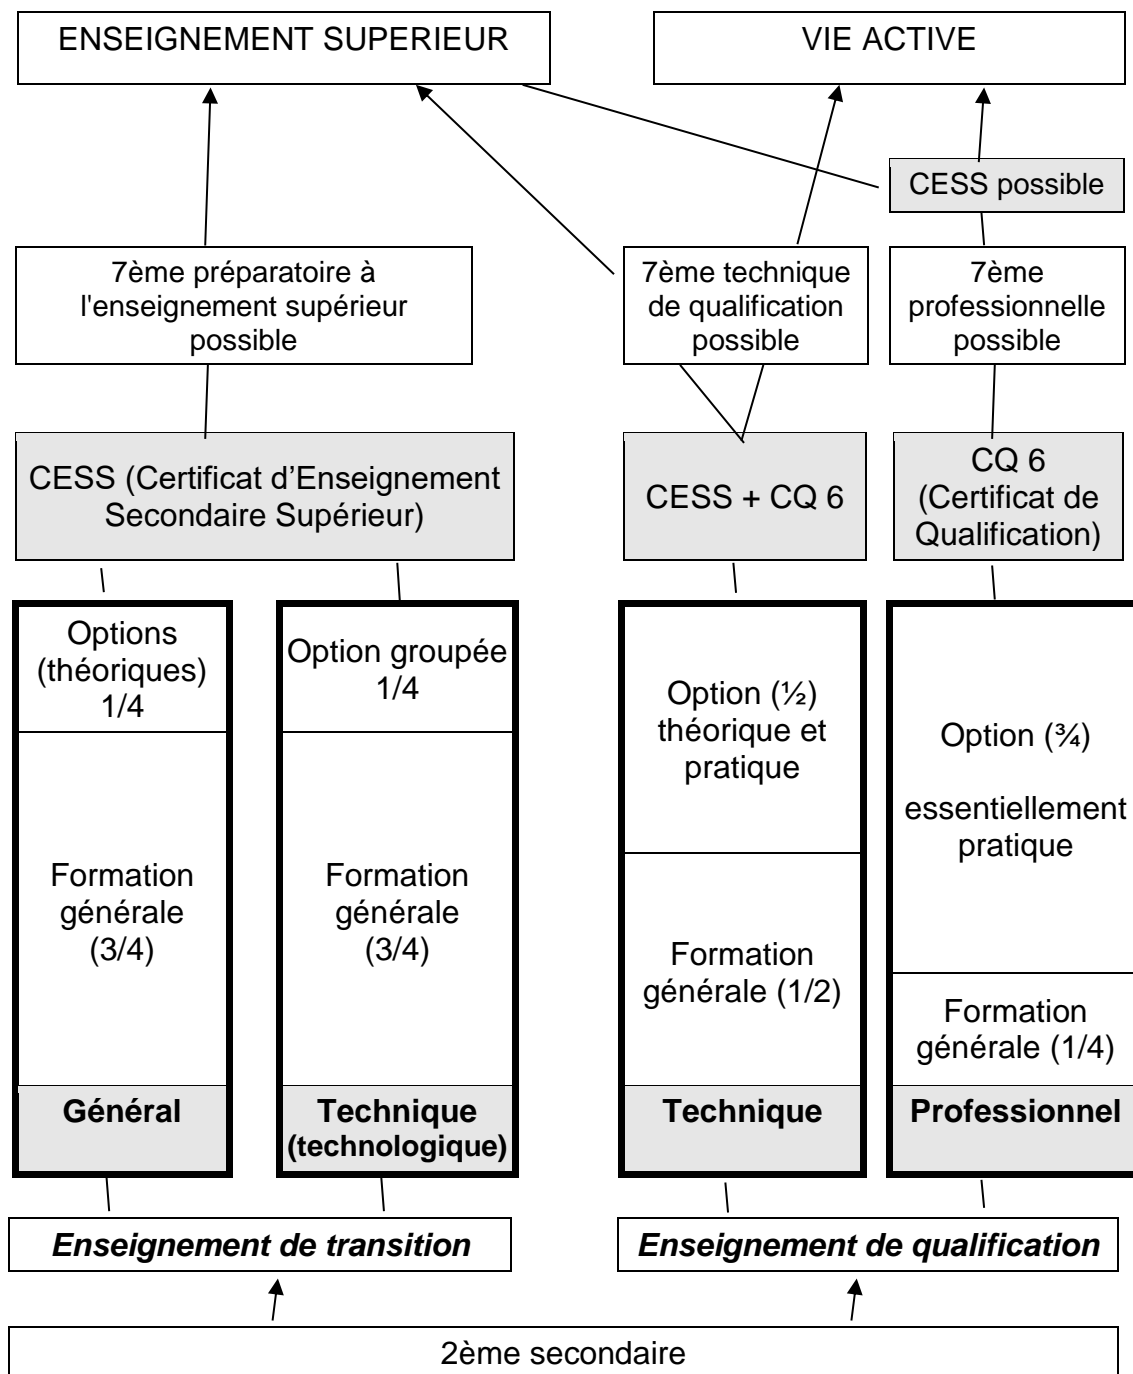 ENSEIGNEMENT SUPERIEUR
VIE ACTIVE
CESS possible
7ème préparatoire à
l'enseignement supérieur
possible
7ème technique
de qualification
possible
7ème
professionnelle
possible
CESS (Certificat d’Enseignement
Secondaire Supérieur)
CESS + CQ 6
CQ 6
(Certificat de
Qualification)
Options
(théoriques)
1/4
Option groupée
1/4
Option (½)
théorique et
pratique
Option (¾)
essentiellement
pratique
Formation
générale
(3/4)
Formation
générale
(3/4)
Formation
générale (1/2)
Formation
générale (1/4)
Général
Technique
(technologique)
Technique
Professionnel
Enseignement de transition
Enseignement de qualification
2ème secondaire